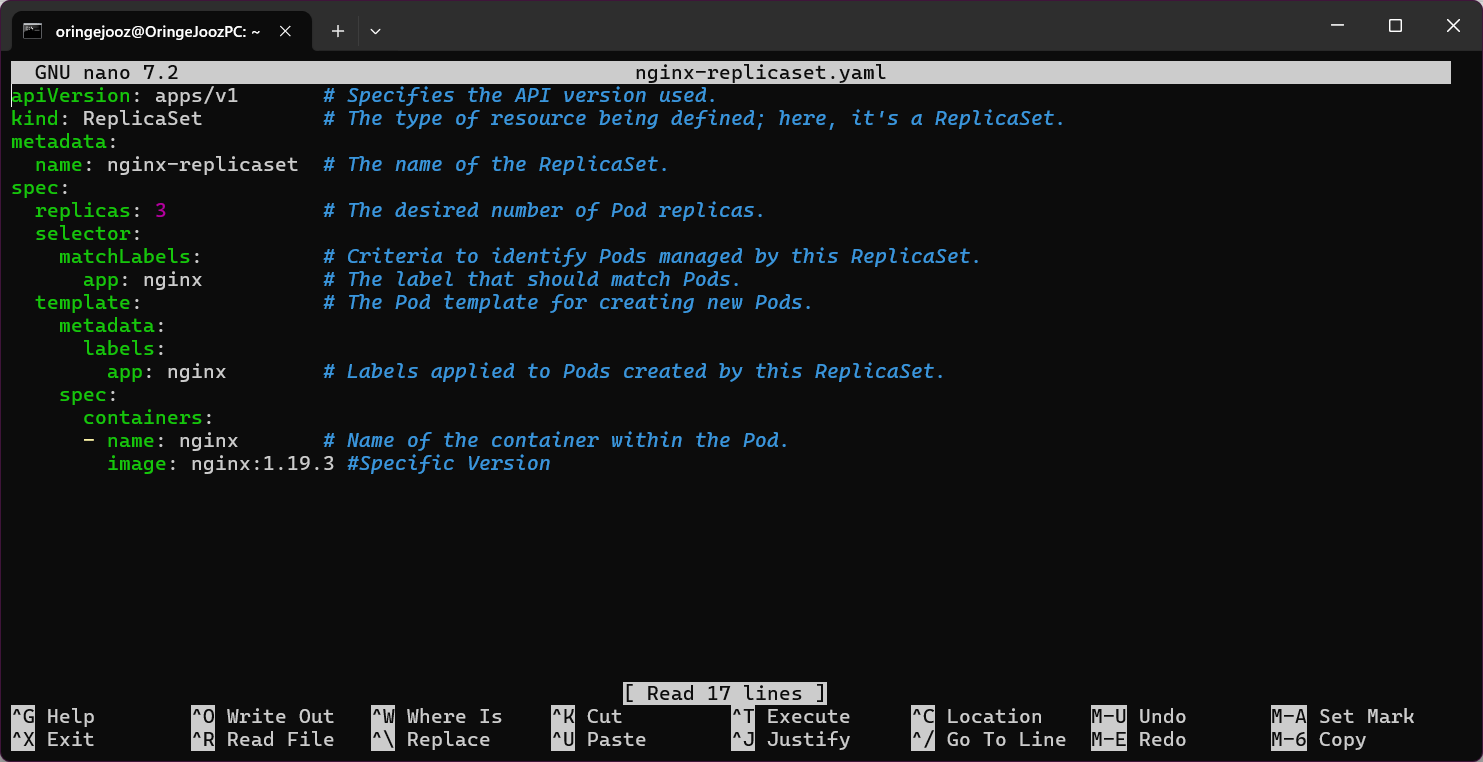 oringejooz@OringeJoozPC: ~
GNU nano 7.2 nginx-replicaset.yaml
apiVersion: apps/v1       # Specifies the API version used.
kind: ReplicaSet          # The type of resource being defined; here, it's a ReplicaSet.
metadata:
  name: nginx-replicaset  # The name of the ReplicaSet.
spec:
  replicas: 3             # The desired number of Pod replicas.
  selector:
    matchLabels:          # Criteria to identify Pods managed by this ReplicaSet.
      app: nginx          # The label that should match Pods.
  template:               # The Pod template for creating new Pods.
    metadata:
      labels:
        app: nginx        # Labels applied to Pods created by this ReplicaSet.
    spec:
      containers:
      - name: nginx       # Name of the container within the Pod.
        image: nginx:1.19.3 #Specific Version
[ Read 17 lines ]
^G Help ^O Write Out ^W Where Is ^K Cut ^T Execute ^C Location M-U Undo M-A Set Mark
^X Exit ^R Read File ^\ Replace ^U Paste ^J Justify ^/ Go To Line M-E Redo M-6 Copy